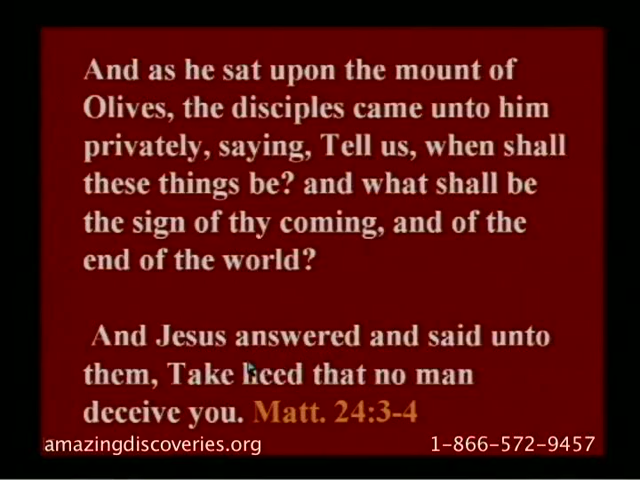 And as he sat upon the mount of
Olives, the disciples came unto him
privately, saying, Tell us, when shall
these things be? and what shall be
the sign of thy coming, and of the
end of the world?
And Jesus answered and said unto
them, Take heed that no man
deceive you. Matt. 24:3-4
amazingdiscoveries.org 1-866-572-9457